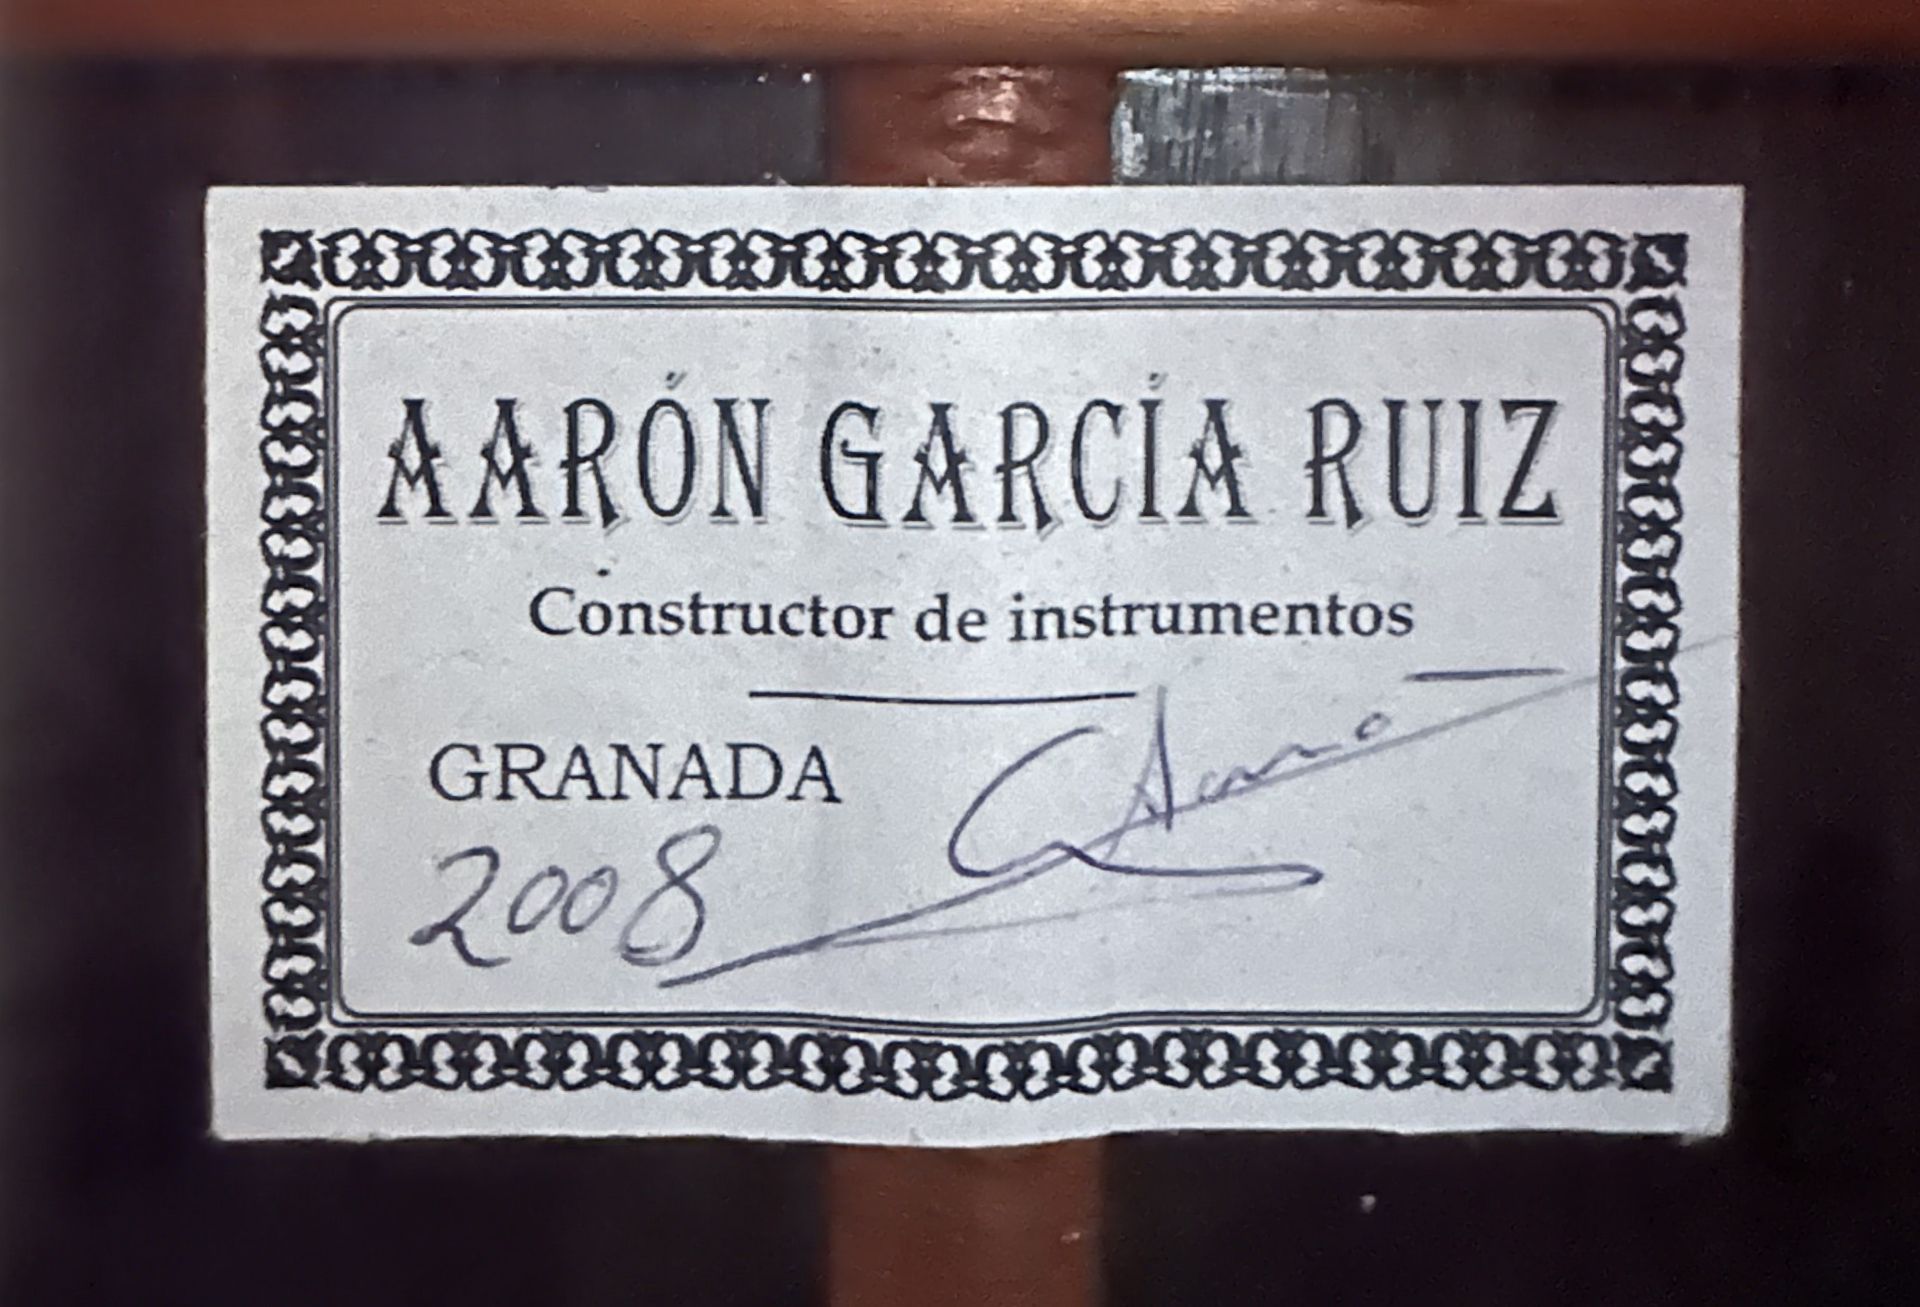 AARÓN GARCÍA RUIZ
Constructor de instrumentos
GRANADA
2008